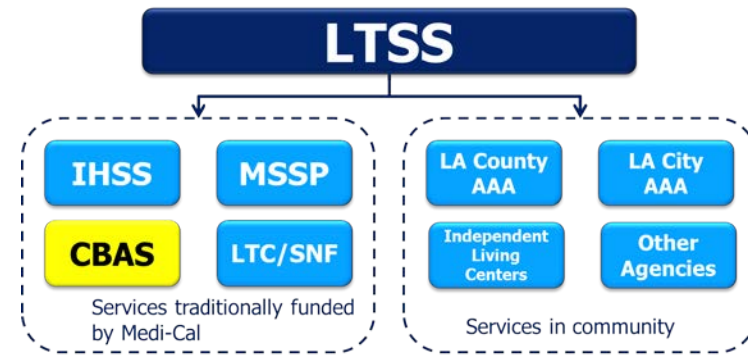 LTSS
IHSS
MSSP
CBAS
LTC/SNF
Services traditionally funded
by Medi-Cal
LA County
AAA
LA City
AAA
Independent
Living
Centers
Other
Agencies
Services in community